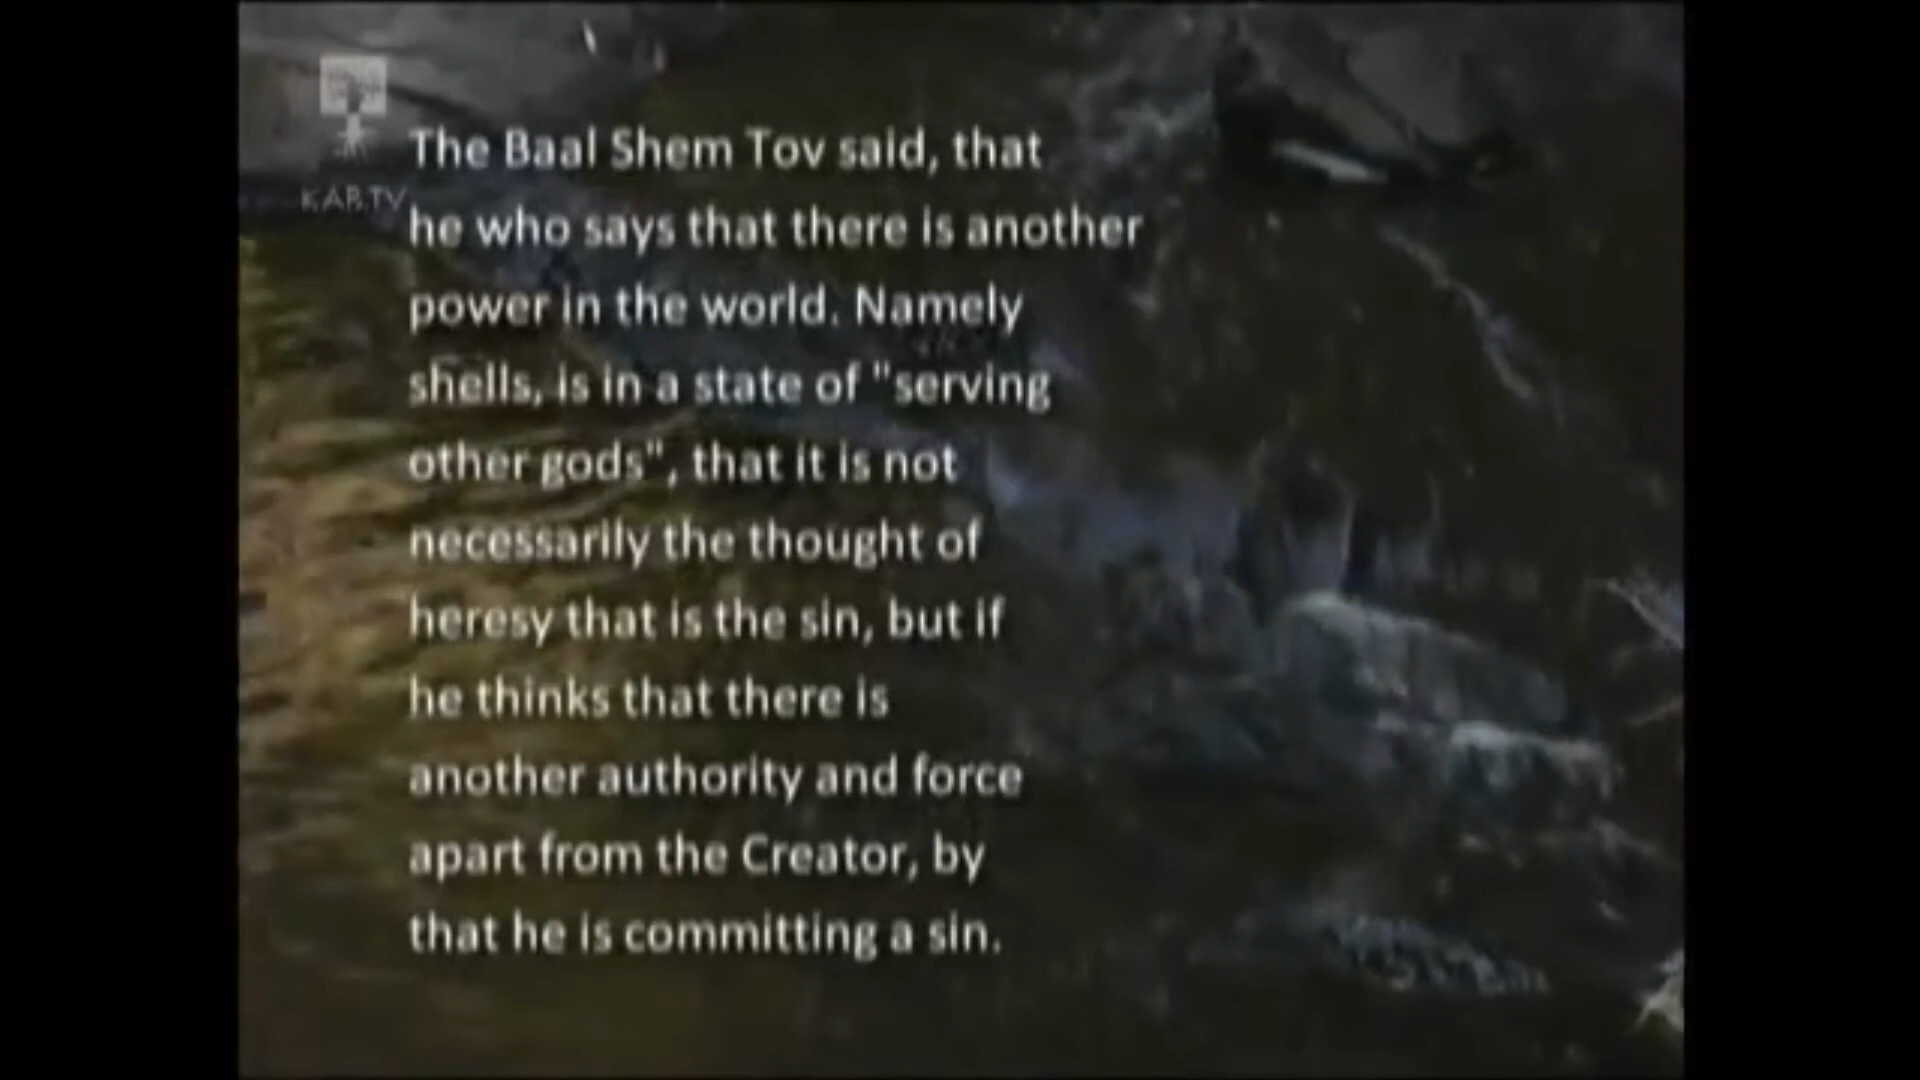 KAB.TV
The Baal Shem Tov said, that
he who says that there is another
power in the world. Namely
shells, is in a state of "serving
other gods", that it is not
necessarily the thought of
heresy that is the sin, but if
he thinks that there is
another authority and force
apart from the Creator, by
that he is committing a sin.